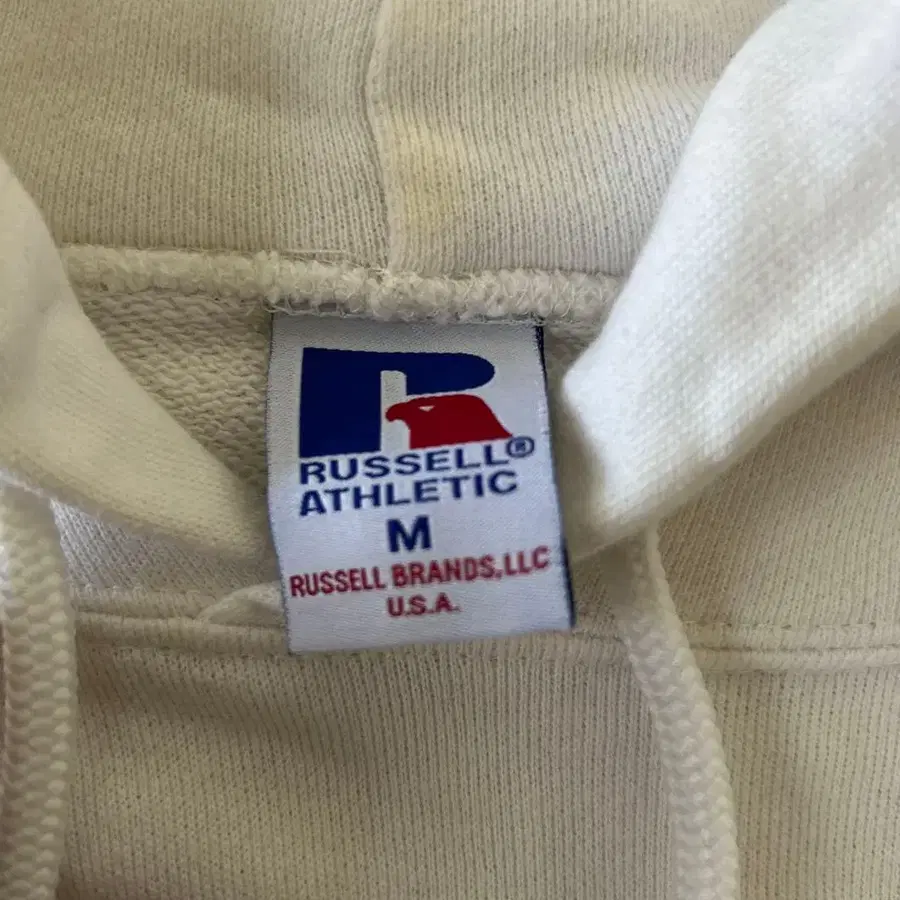 R
RUSSELL®
ATHLETIC
M
RUSSELL BRANDS,LLC
U.S.A.